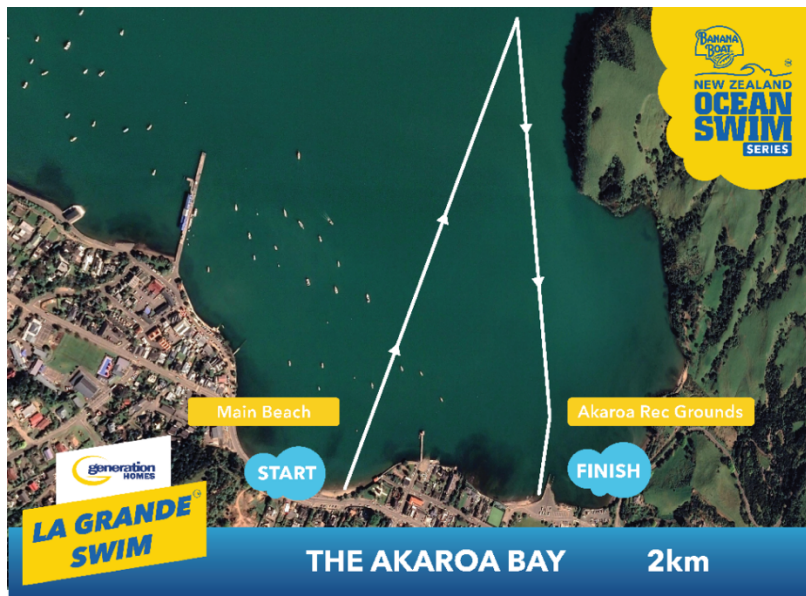 BANANA
BOAT
NEW ZEALAND
OCEAN
SWIM
SERIES
Main Beach
Akaroa Rec Grounds
START
FINISH
generation
HOMES
LA GRANDE
SWIM
THE AKAROA BAY 2km